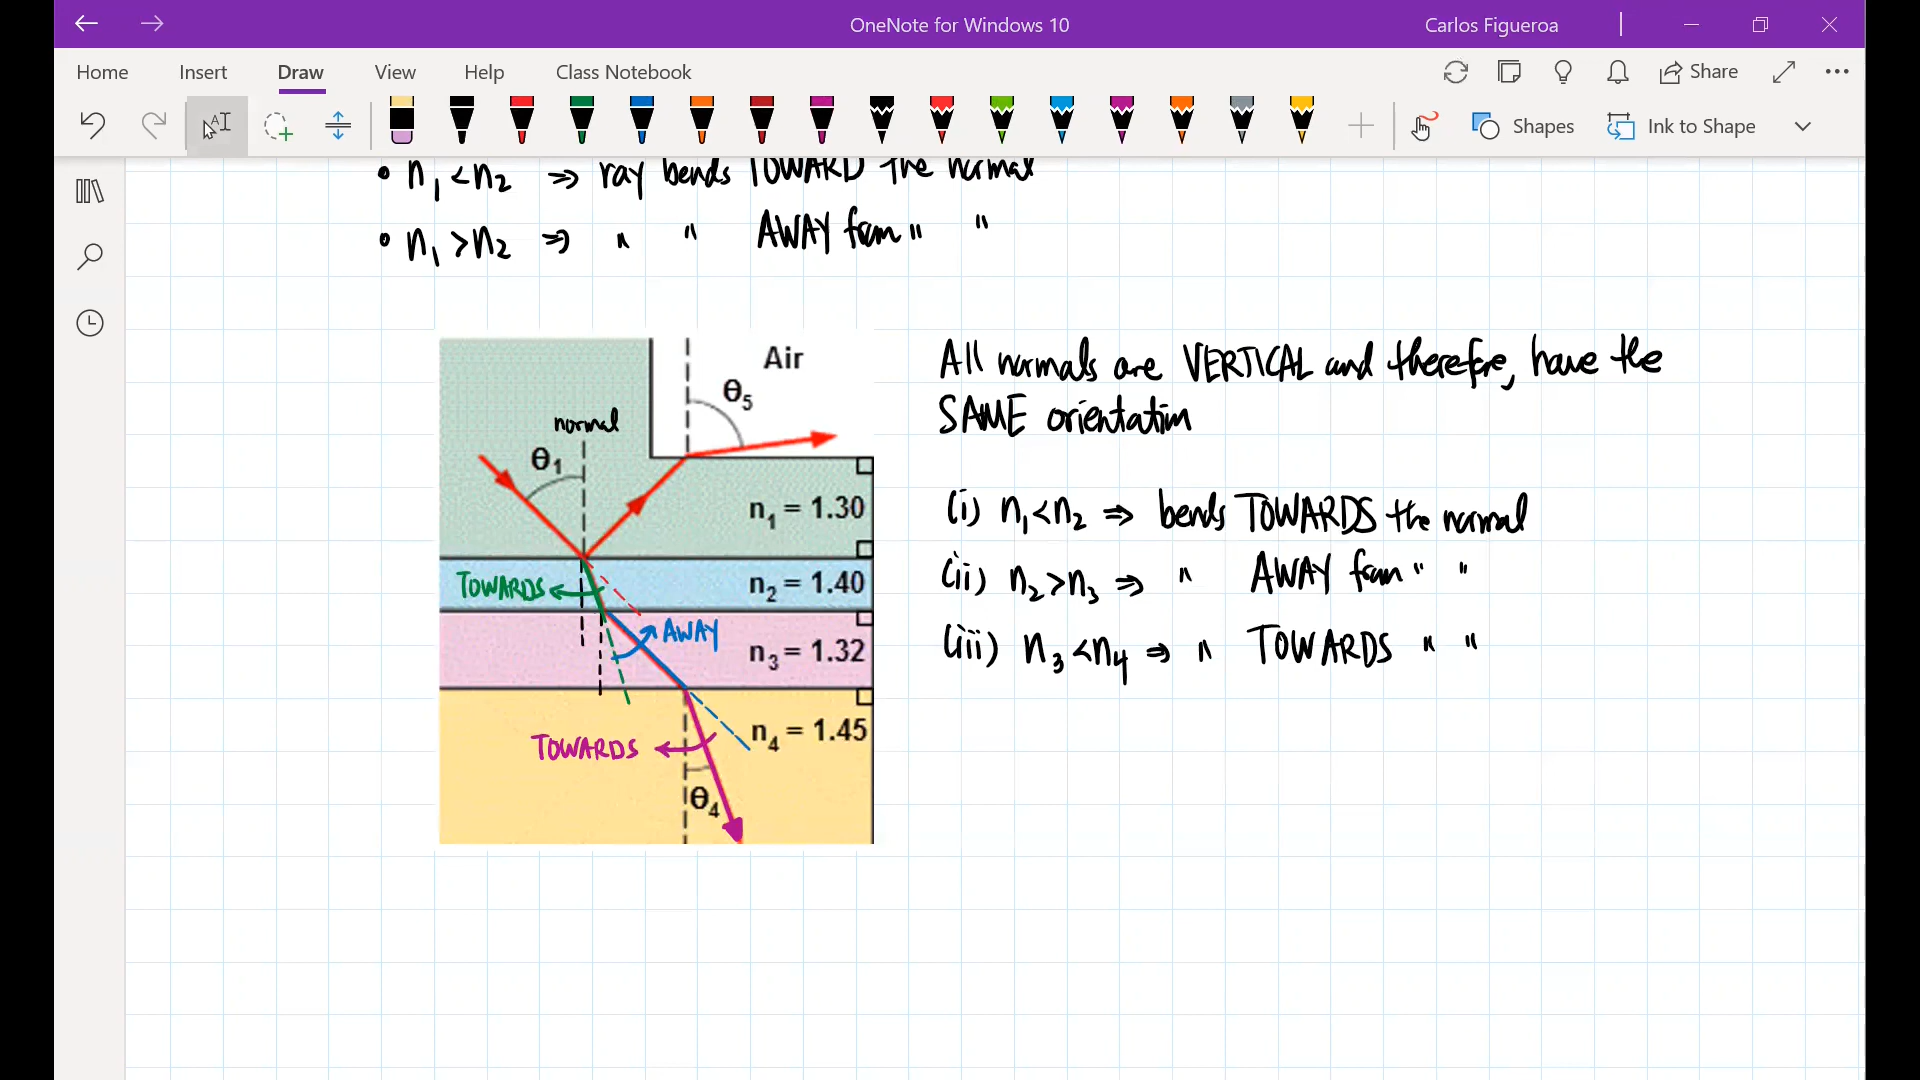 OneNote for Windows 10
Carlos Figueroa
Home Insert Draw View Help Class Notebook
Share
Shapes
Ink to Shape
• n₁ < n₂ ⇒ ray bends TOWARD the normal
• n₁ > n₂ ⇒ " " AWAY from " "
Air
θ₅
normal
θ₁
n₁ = 1.30
TOWARDS
n₂ = 1.40
AWAY
n₃ = 1.32
n₄ = 1.45
TOWARDS
θ₄
All normals are VERTICAL and therefore, have the
SAME orientation
(i) n₁ < n₂ ⇒ bends TOWARDS the normal
(ii) n₂ > n₃ ⇒ " AWAY from " "
(iii) n₃ < n₄ ⇒ " TOWARDS " "